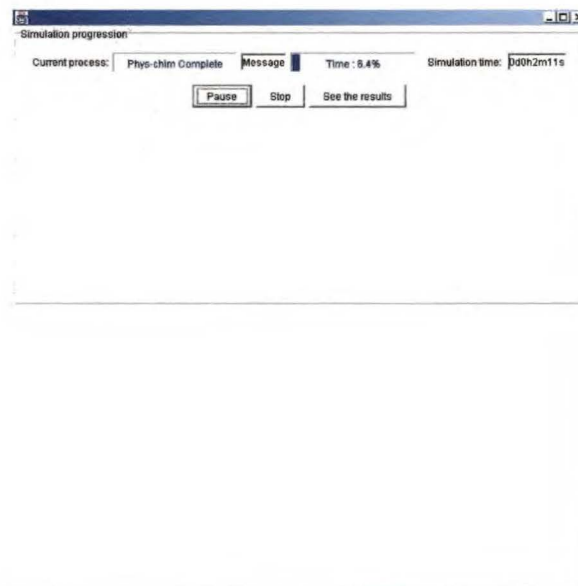 Simulation progression
Current process: Phys-chim Complete Message Time : 8.4% Simulation time: 0d0h2m11s
Pause Stop See the results